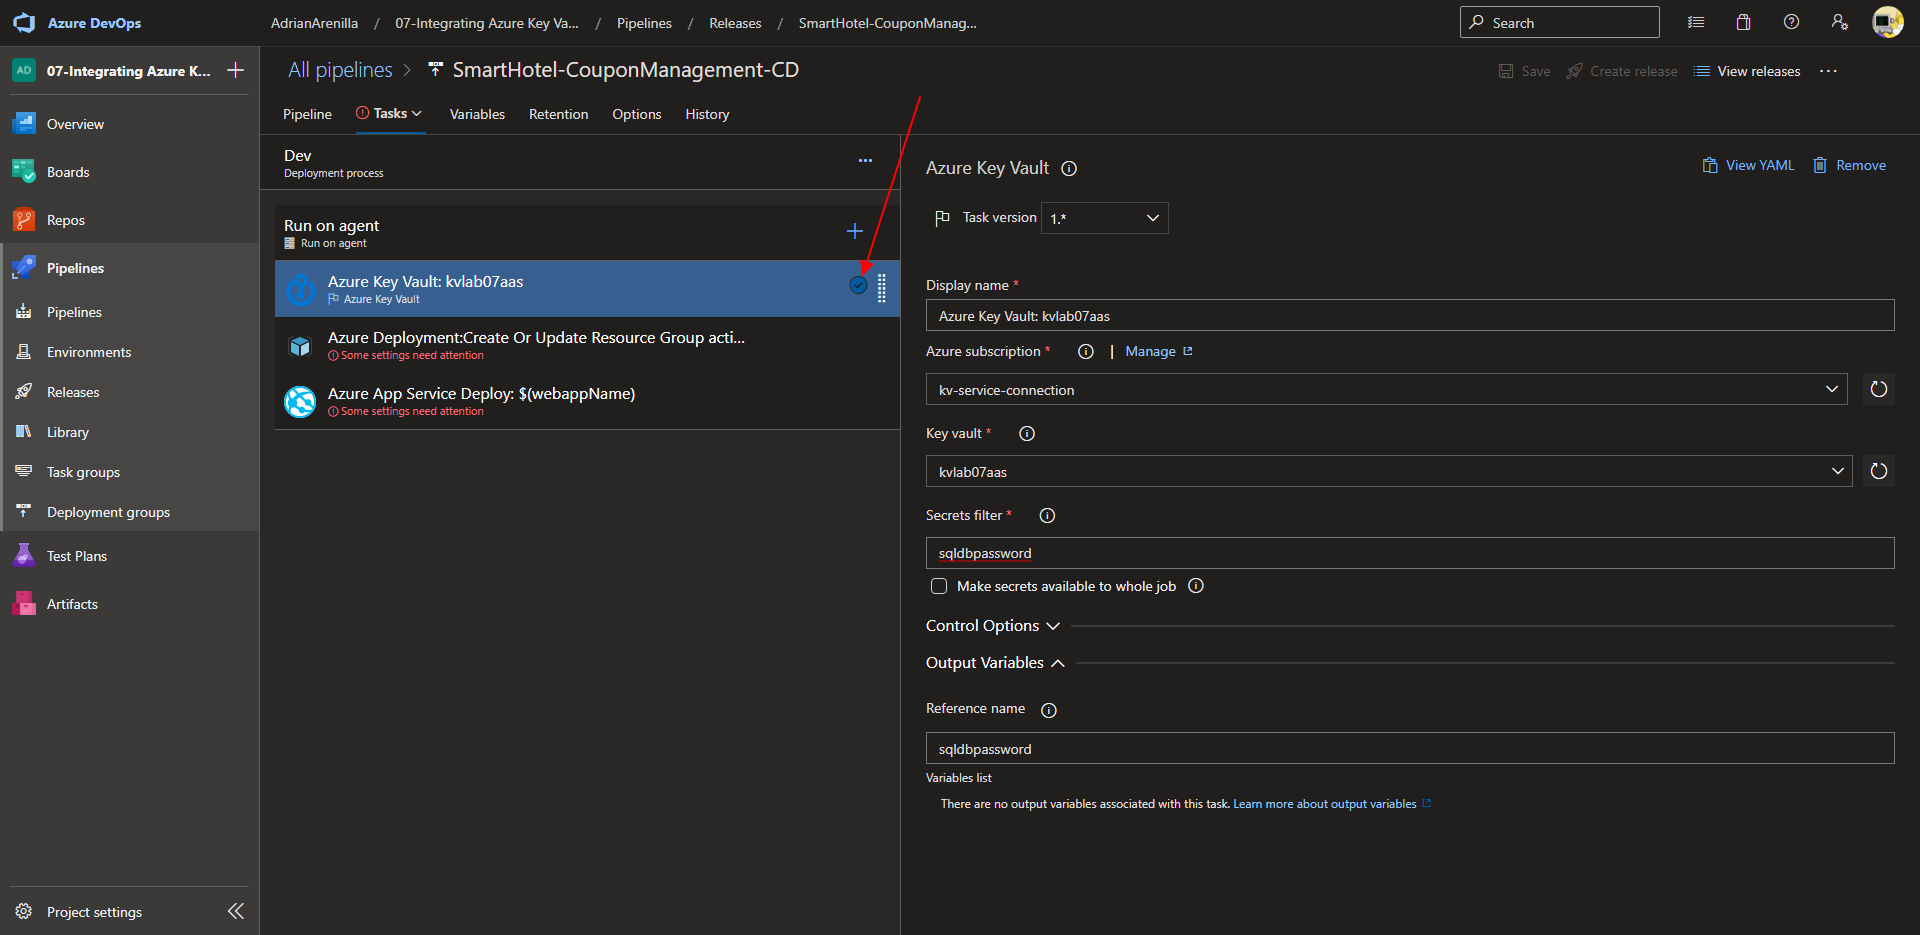 Azure DevOps
AdrianArenilla / 07-Integrating Azure Key Va... / Pipelines / Releases / SmartHotel-CouponManag...
Search
AD 07-Integrating Azure K...
Overview
Boards
Repos
Pipelines
Pipelines
Environments
Releases
Library
Task groups
Deployment groups
Test Plans
Artifacts
Project settings
All pipelines > SmartHotel-CouponManagement-CD
Save Create release View releases ...
Pipeline Tasks Variables Retention Options History
Dev
Deployment process
Run on agent
Run on agent
Azure Key Vault: kvlab07aas
Azure Key Vault
Azure Deployment:Create Or Update Resource Group acti...
Some settings need attention
Azure App Service Deploy: $(webappName)
Some settings need attention
Azure Key Vault
View YAML Remove
Task version 1.*
Display name *
Azure Key Vault: kvlab07aas
Azure subscription * | Manage
kv-service-connection
Key vault *
kvlab07aas
Secrets filter *
sqldbpassword
Make secrets available to whole job
Control Options
Output Variables
Reference name
sqldbpassword
Variables list
There are no output variables associated with this task. Learn more about output variables